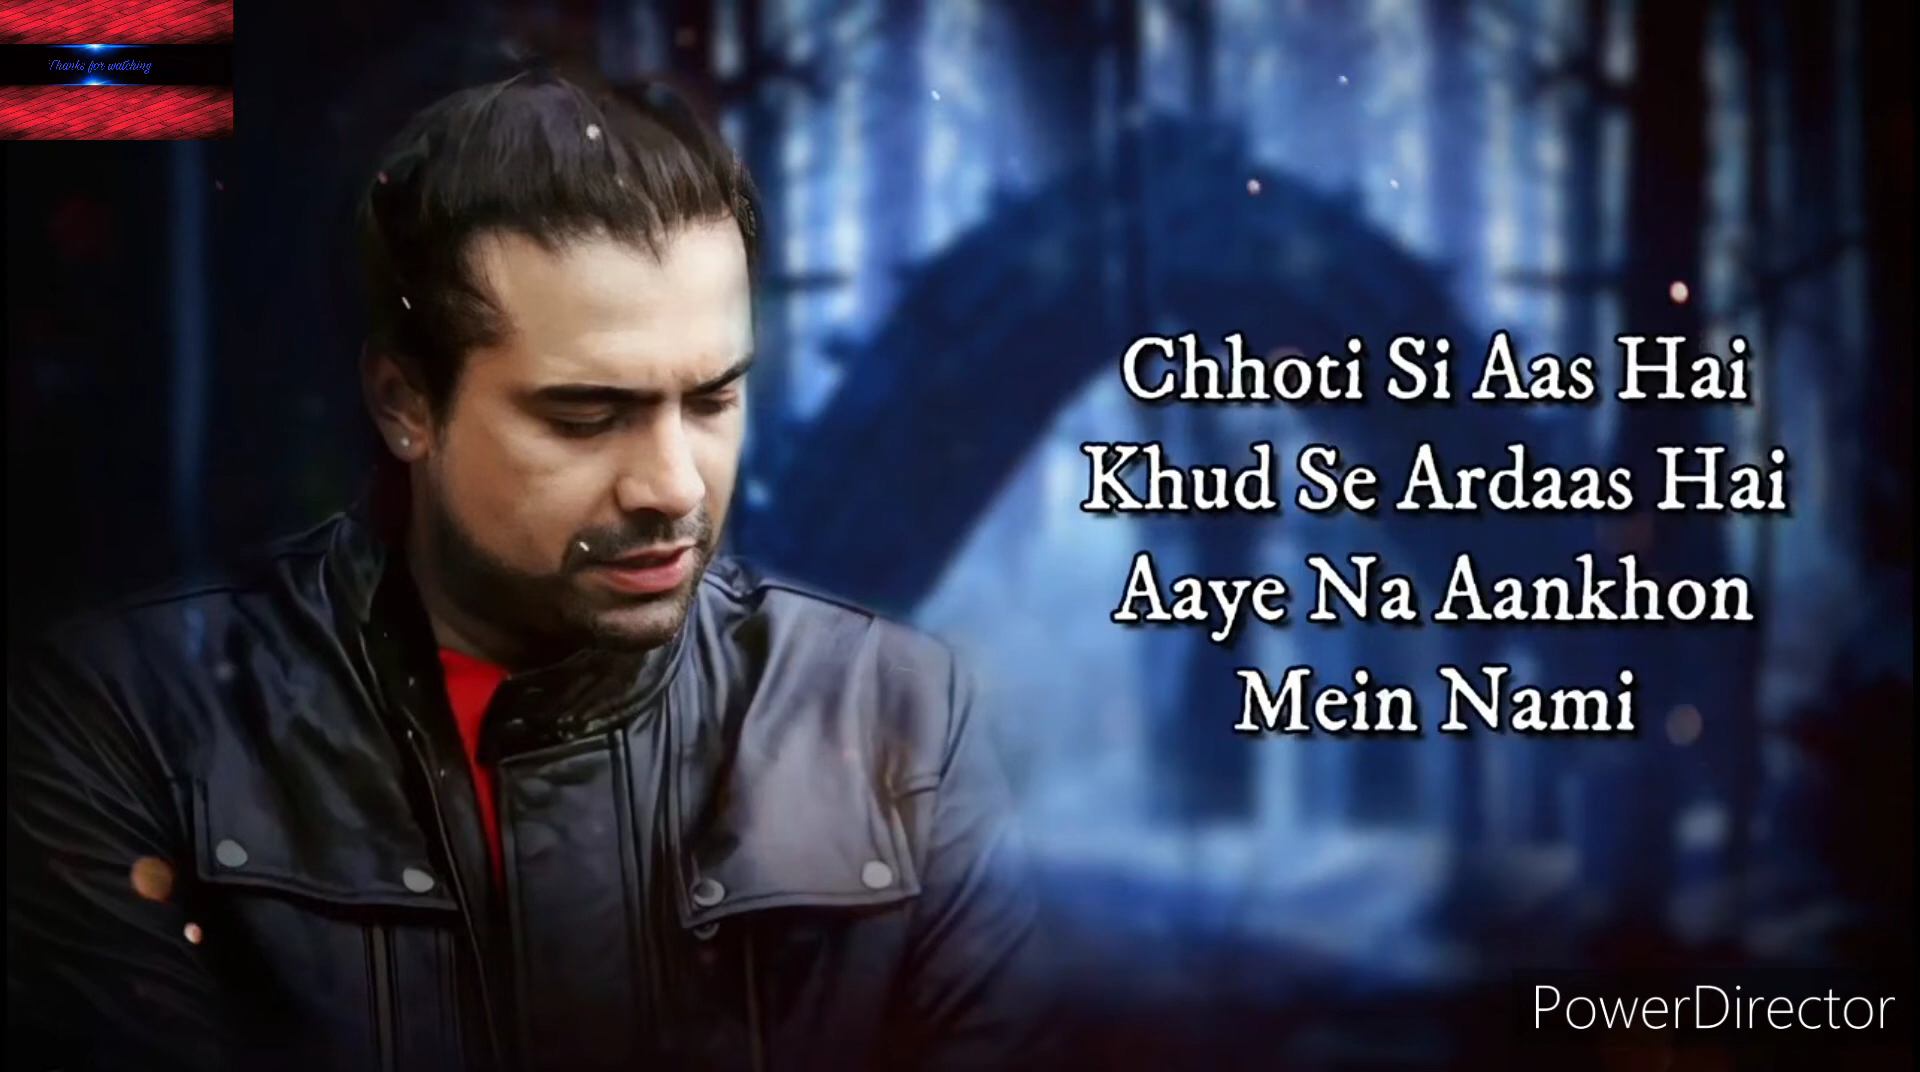 Thanks for watching
Chhoti Si Aas Hai
Khud Se Ardaas Hai
Aaye Na Aankhon
Mein Nami
PowerDirector